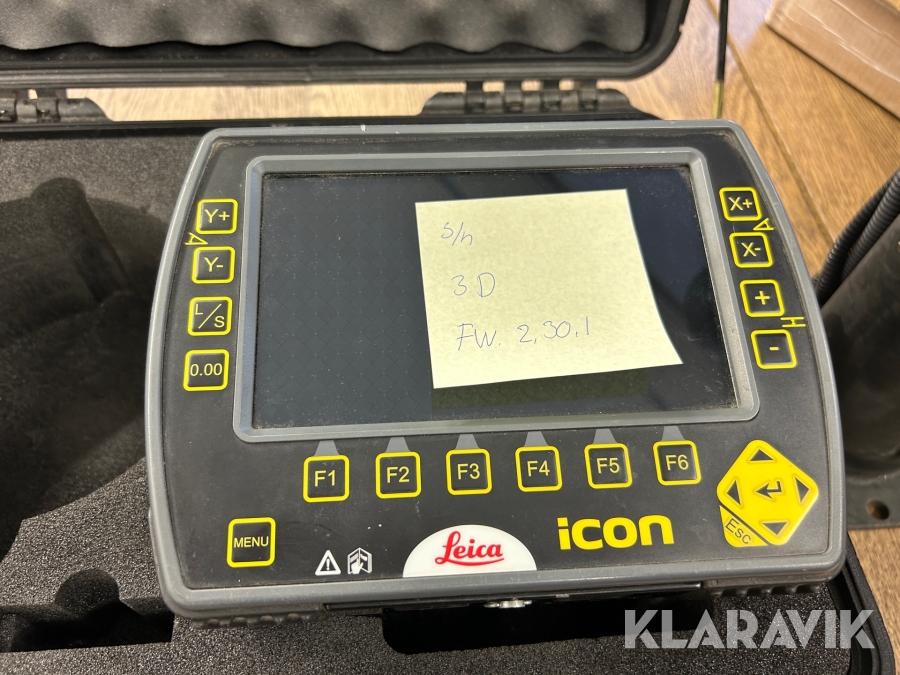 Y+
A
Y-
L/S
0.00
S/n
3D
FW. 2.30.1
X+
A
X-
+
H
-
F1 F2 F3 F4 F5 F6
MENU
Leica
iCON
ESC
KLARAVIK